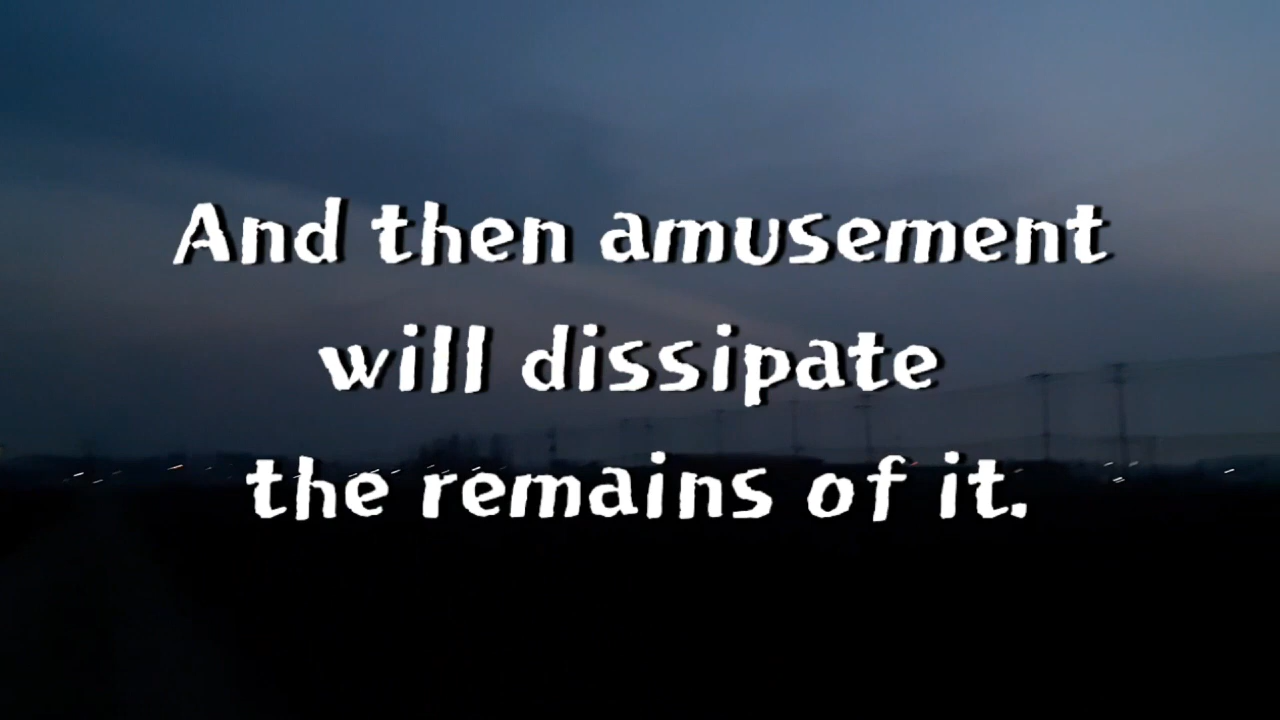 And then amusement
will dissipate
the remains of it.